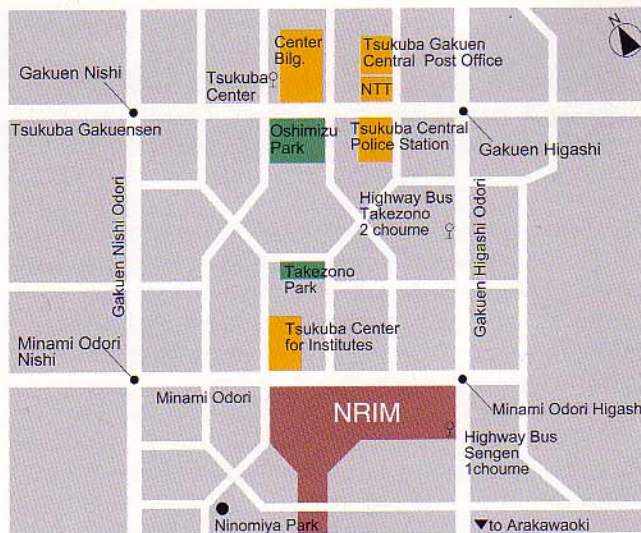 N
Center
Bilg.
Tsukuba Gakuen
Central Post Office
Gakuen Nishi
Tsukuba
Center
NTT
Tsukuba Gakuensen
Oshimizu
Park
Tsukuba Central
Police Station
Gakuen Higashi
Highway Bus
Takezono
2 choume
Gakuen Nishi Odori
Gakuen Higashi Odori
Takezono
Park
Tsukuba Center
for Institutes
Minami Odori
Nishi
Minami Odori
NRIM
Minami Odori Higash
Highway Bus
Sengen
1choume
Ninomiya Park
▼to Arakawaoki